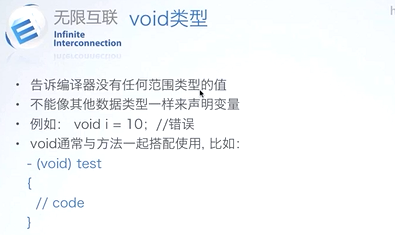 无限互联 void类型
Infinite
Interconnection
• 告诉编译器没有任何范围类型的值
• 不能像其他数据类型一样来声明变量
• 例如: void i = 10; //错误
• void通常与方法一起搭配使用, 比如:
- (void) test
{
// code
}